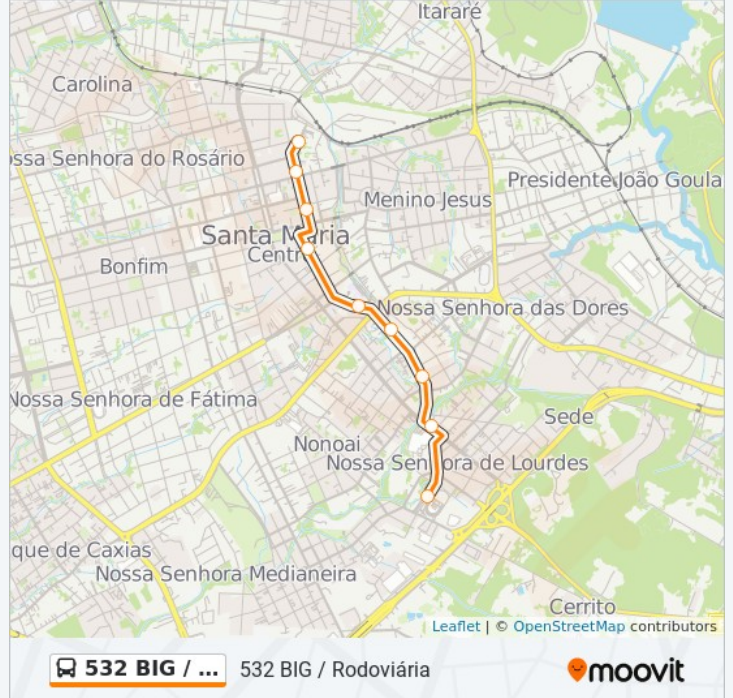 Itararé
Carolina
ossa Senhora do Rosário
Presidente João Goula
Menino Jesus
Santa Maria
Centr
Bonfim
Nossa Senhora das Dores
Nossa Senhora de Fátima
Sede
Nonoai
Nossa Senhora de Lourdes
que de Caxias
Nossa Senhora Medianeira
Cerrito
Leaflet | © OpenStreetMap contributors
532 BIG / ... 532 BIG / Rodoviária moovit